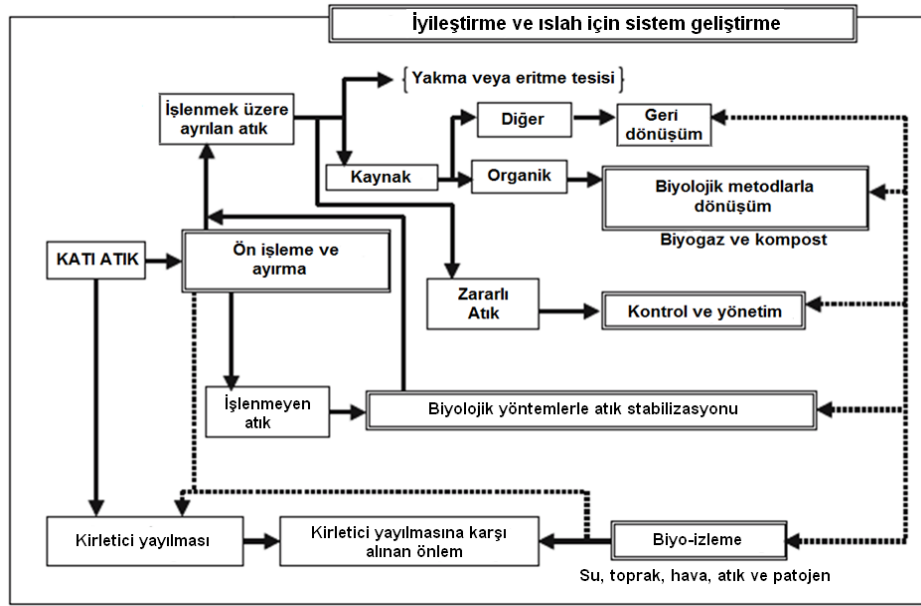 İyileştirme ve ıslah için sistem geliştirme
{Yakma veya eritme tesisi}
İşlenmek üzere
ayrılan atık
Diğer
Geri
dönüşüm
Kaynak
Organik
Biyolojik metodlarla
dönüşüm
Biyogaz ve kompost
KATI ATIK
Ön işleme ve
ayırma
Zararlı
Atık
Kontrol ve yönetim
İşlenmeyen
atık
Biyolojik yöntemlerle atık stabilizasyonu
Kirletici yayılması
Kirletici yayılmasına karşı
alınan önlem
Biyo-izleme
Su, toprak, hava, atık ve patojen